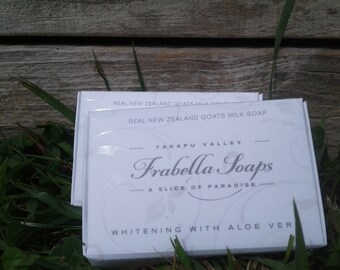 REAL NEW ZEALAND GOATS MILK SOAP
REAL NEW ZEALAND GOATS MILK SOAP
TAKAPU VALLEY
Frabella Soaps
A SLICE OF PARADISE
WHITENING WITH ALOE VER